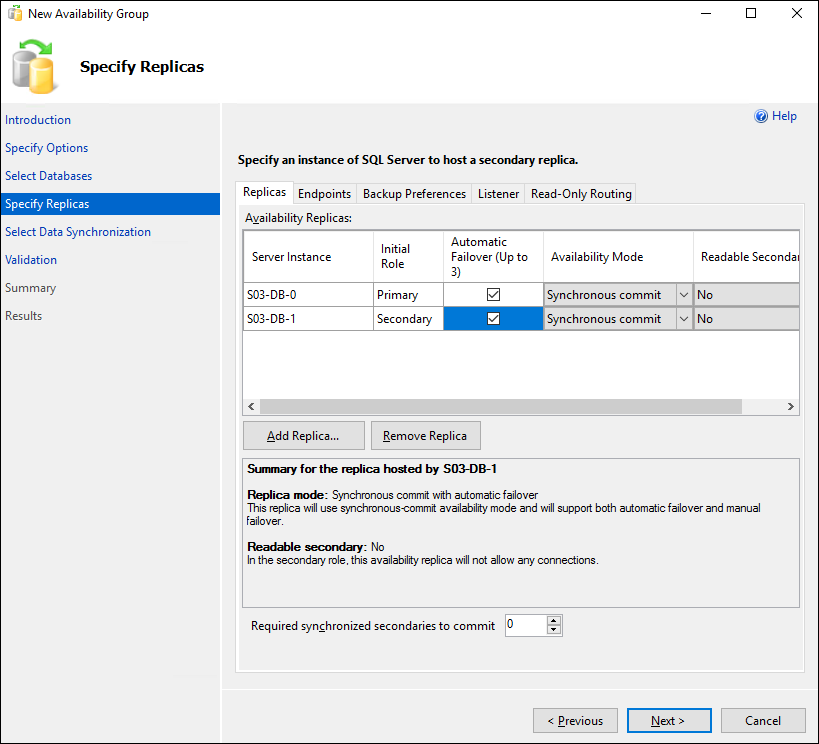 New Availability Group
Specify Replicas
Help
Introduction
Specify Options
Select Databases
Specify Replicas
Select Data Synchronization
Validation
Summary
Results
Specify an instance of SQL Server to host a secondary replica.
Replicas Endpoints Backup Preferences Listener Read-Only Routing
Availability Replicas:
Server Instance
Initial
Role
Automatic
Failover (Up to
3)
Availability Mode
Readable Seconda
S03-DB-0 Primary Synchronous commit No
S03-DB-1 Secondary Synchronous commit No
Add Replica... Remove Replica
Summary for the replica hosted by S03-DB-1
Replica mode: Synchronous commit with automatic failover
This replica will use synchronous-commit availability mode and will support both automatic failover and manual
failover.
Readable secondary: No
In the secondary role, this availability replica will not allow any connections.
Required synchronized secondaries to commit 0
< Previous Next > Cancel